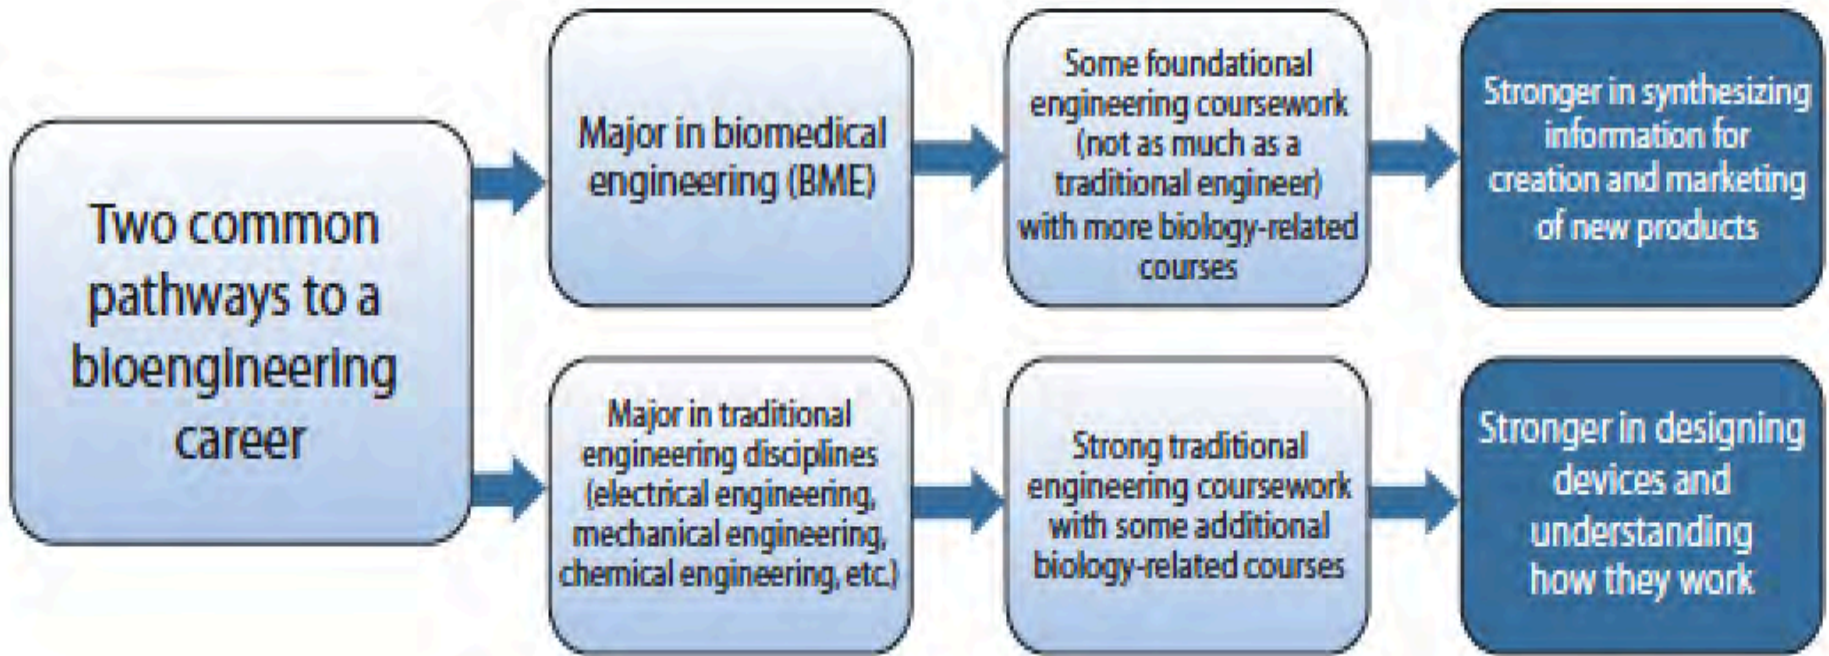 Two common
pathways to a
bioengineering
career
Major in biomedical
engineering (BME)
Some foundational
engineering coursework
(not as much as a
traditional engineer)
with more biology-related
courses
Stronger in synthesizing
information for
creation and marketing
of new products
Major in traditional
engineering disciplines
(electrical engineering,
mechanical engineering,
chemical engineering, etc.)
Strong traditional
engineering coursework
with some additional
biology-related courses
Stronger in designing
devices and
understanding
how they work